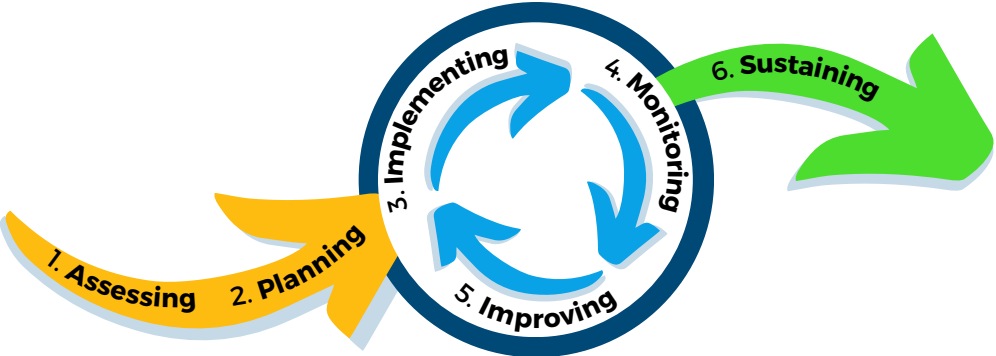 1. Assessing
2. Planning
3. Implementing
4. Monitoring
5. Improving
6. Sustaining